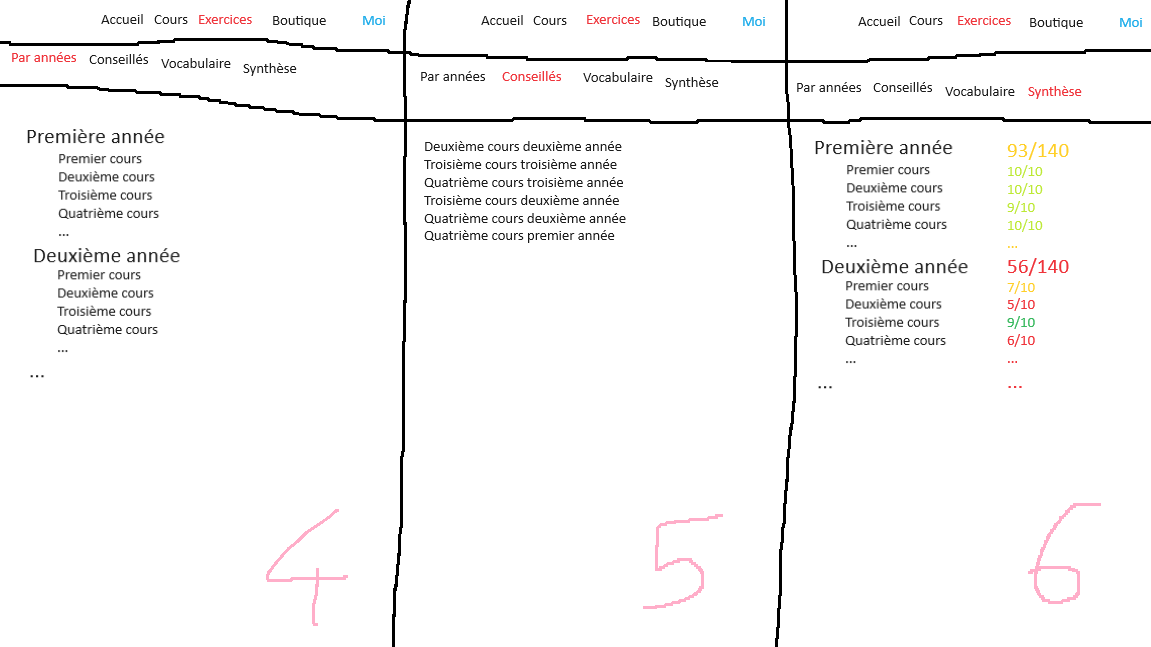 Accueil Cours Exercices Boutique Moi
Par années Conseillés Vocabulaire Synthèse
Première année
Premier cours
Deuxième cours
Troisième cours
Quatrième cours
...
Deuxième année
Premier cours
Deuxième cours
Troisième cours
Quatrième cours
...
...
4
Accueil Cours Exercices Boutique Moi
Par années Conseillés Vocabulaire Synthèse
Deuxième cours deuxième année
Troisième cours troisième année
Quatrième cours troisième année
Troisième cours deuxième année
Quatrième cours deuxième année
Quatrième cours premier année
5
Accueil Cours Exercices Boutique Moi
Par années Conseillés Vocabulaire Synthèse
Première année 93/140
Premier cours 10/10
Deuxième cours 10/10
Troisième cours 9/10
Quatrième cours 10/10
... ...
Deuxième année 56/140
Premier cours 7/10
Deuxième cours 5/10
Troisième cours 9/10
Quatrième cours 6/10
... ...
... ...
6